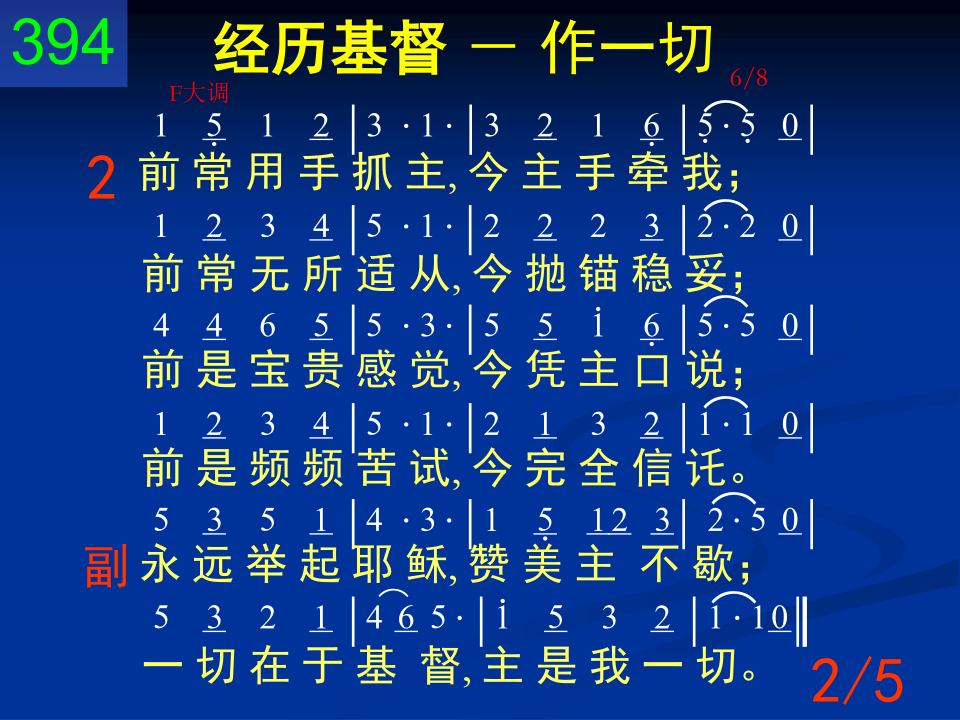 394 经历基督 － 作一切
F大调 6/8
1 5 1 2 | 3 · 1 · | 3 2 1 6 | 5 · 5 0 |
2 前常用手抓主,今主手牵我;
1 2 3 4 | 5 · 1 · | 2 2 2 3 | 2 · 2 0 |
前常无所适从,今抛锚稳妥;
4 4 6 5 | 5 · 3 · | 5 5 1 6 | 5 · 5 0 |
前是宝贵感觉,今凭主口说;
1 2 3 4 | 5 · 1 · | 2 1 3 2 | 1 · 1 0 |
前是频频苦试,今完全信讬。
5 3 5 1 | 4 · 3 · | 1 5 12 3 | 2 · 5 0 |
副 永远举起耶稣,赞美主不歇;
5 3 2 1 | 4 6 5 · | 1 5 3 2 | 1 · 1 0 ‖
一切在于基督,主是我一切。
2/5